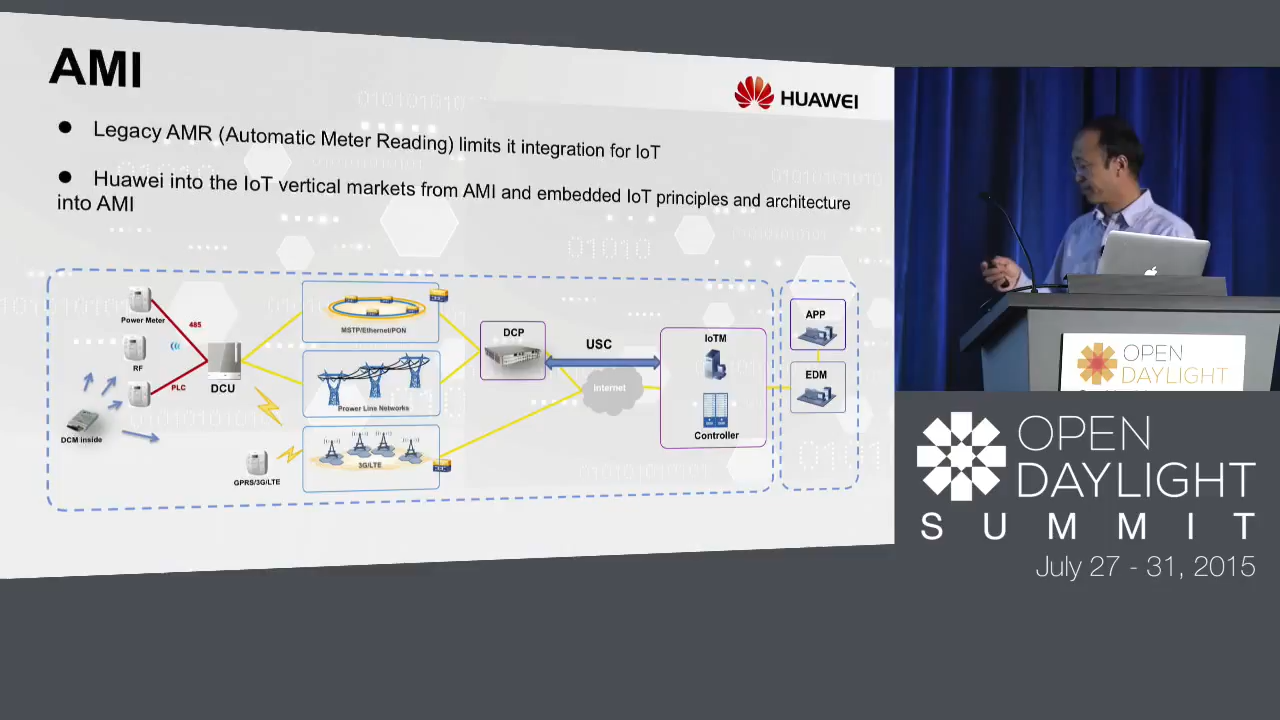 AMI
HUAWEI
● Legacy AMR (Automatic Meter Reading) limits it integration for IoT
● Huawei into the IoT vertical markets from AMI and embedded IoT principles and architecture
into AMI
Power Meter
485
RF
PLC
DCM inside
DCU
GPRS/3G/LTE
MSTP/Ethernet/PON
Prower Line Networks
3G/LTE
DCP
USC
Internet
IoTM
Controller
APP
EDM
OPEN
DAYLIGHT
OPEN
DAYLIGHT
SUMMIT
July 27 - 31, 2015